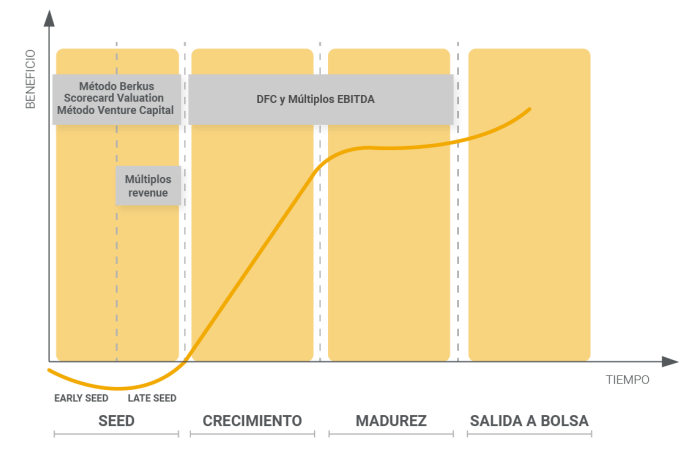 BENEFICIO
Método Berkus
Scorecard Valuation
Método Venture Capital
DFC y Múltiplos EBITDA
Múltiplos
revenue
TIEMPO
EARLY SEED
LATE SEED
SEED
CRECIMIENTO
MADUREZ
SALIDA A BOLSA